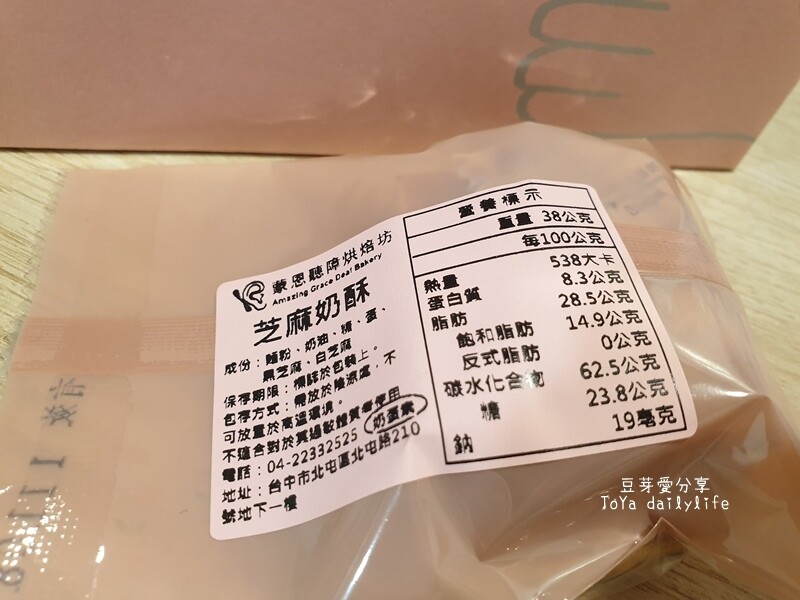 蒙恩聽障烘焙坊
Amazing Grace Deaf Bakery
芝麻奶酥
成份：麵粉、奶油、糖、蛋、
黑芝麻、白芝麻
保存期限：標誌於包裝上。
包存方式：需放於陰涼處，不
可放置於高溫環境。
不適合對於其過敏體質者使用
奶蛋素
電話：04-22332525
地址：台中市北屯區北屯路210
號地下一樓
營養標示
重量 38公克
每100公克
熱量 538大卡
蛋白質 8.3公克
脂肪 28.5公克
飽和脂肪 14.9公克
反式脂肪 0公克
碳水化合物 62.5公克
糖 23.8公克
鈉 19毫克
豆芽愛分享
ToYa dailylife